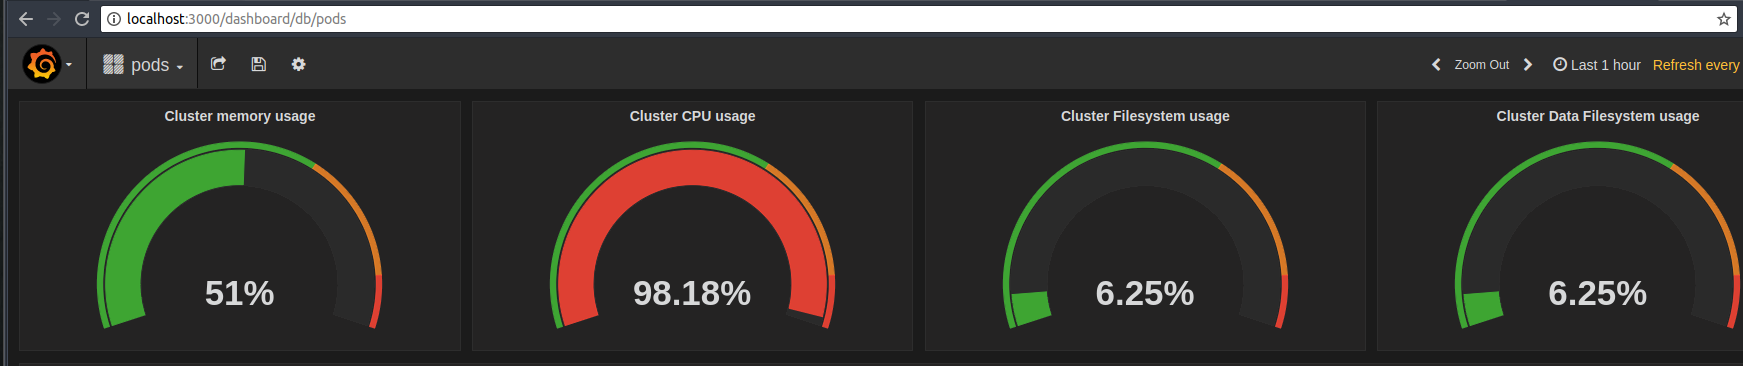 localhost:3000/dashboard/db/pods
pods
Zoom Out
Last 1 hour
Refresh every
Cluster memory usage
Cluster CPU usage
Cluster Filesystem usage
Cluster Data Filesystem usage
51%
98.18%
6.25%
6.25%